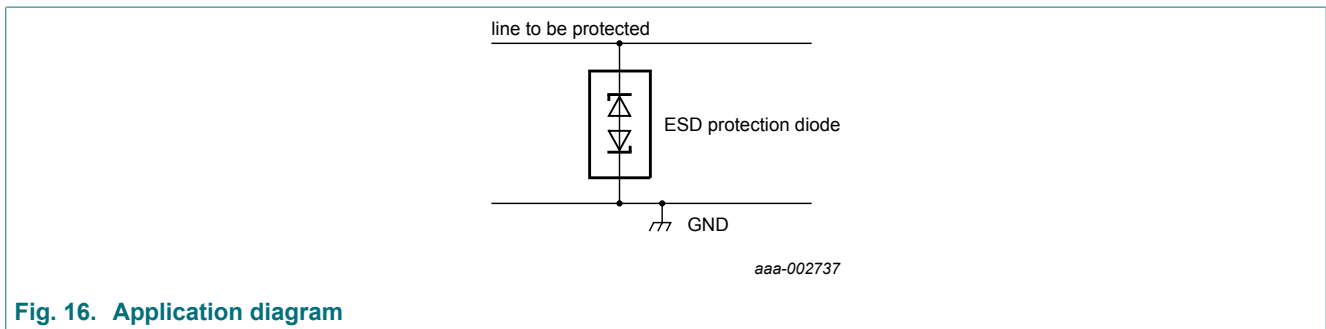 line to be protected
ESD protection diode
GND
aaa-002737
Fig. 16. Application diagram